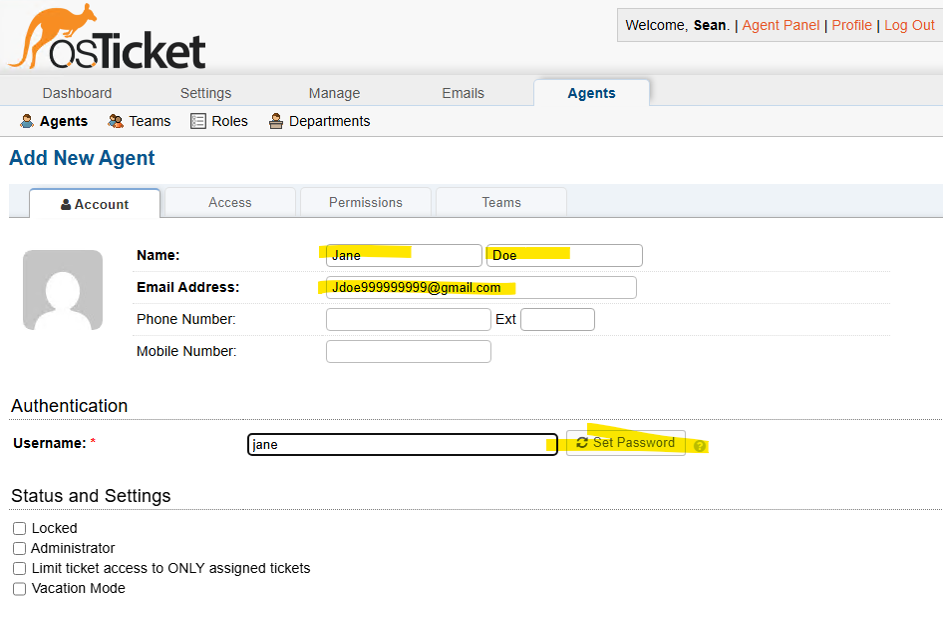 osTicket
Welcome, Sean. | Agent Panel | Profile | Log Out
Dashboard Settings Manage Emails Agents
Agents Teams Roles Departments
Add New Agent
Account Access Permissions Teams
Name: Jane Doe
Email Address: Jdoe999999999@gmail.com
Phone Number: Ext
Mobile Number:
Authentication
Username: * jane Set Password ?
Status and Settings
Locked
Administrator
Limit ticket access to ONLY assigned tickets
Vacation Mode